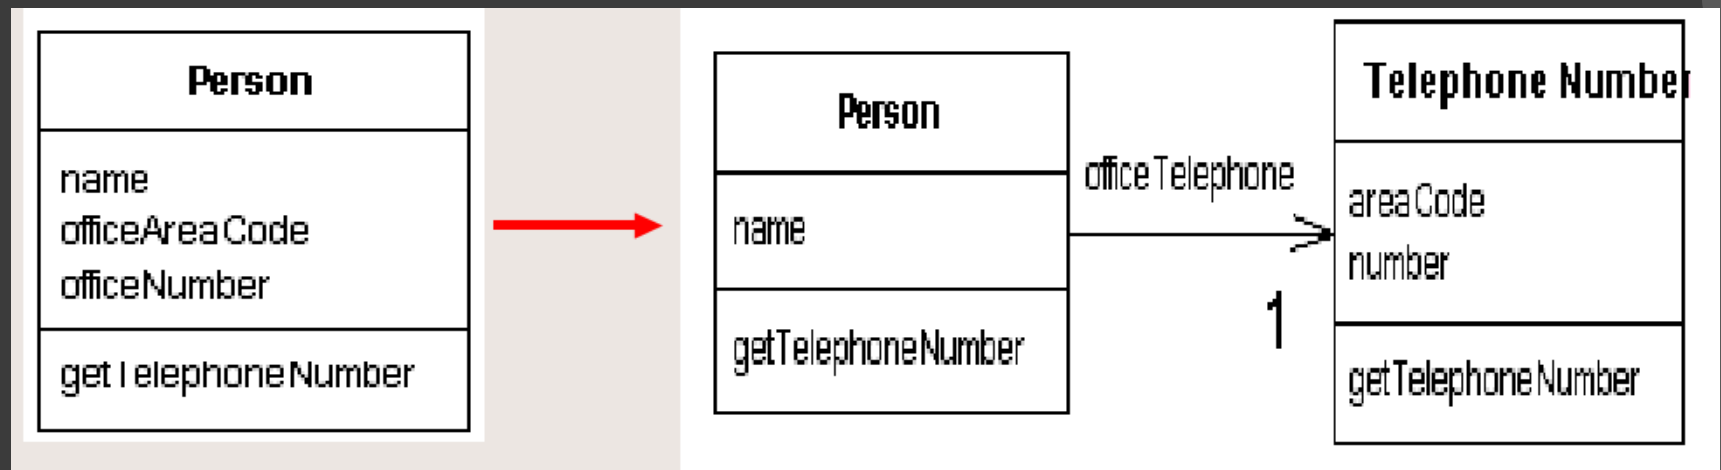 Person
name
officeAreaCode
officeNumber
getTelephoneNumber
Person
name
getTelephoneNumber
officeTelephone
1
Telephone Number
areaCode
number
getTelephoneNumber